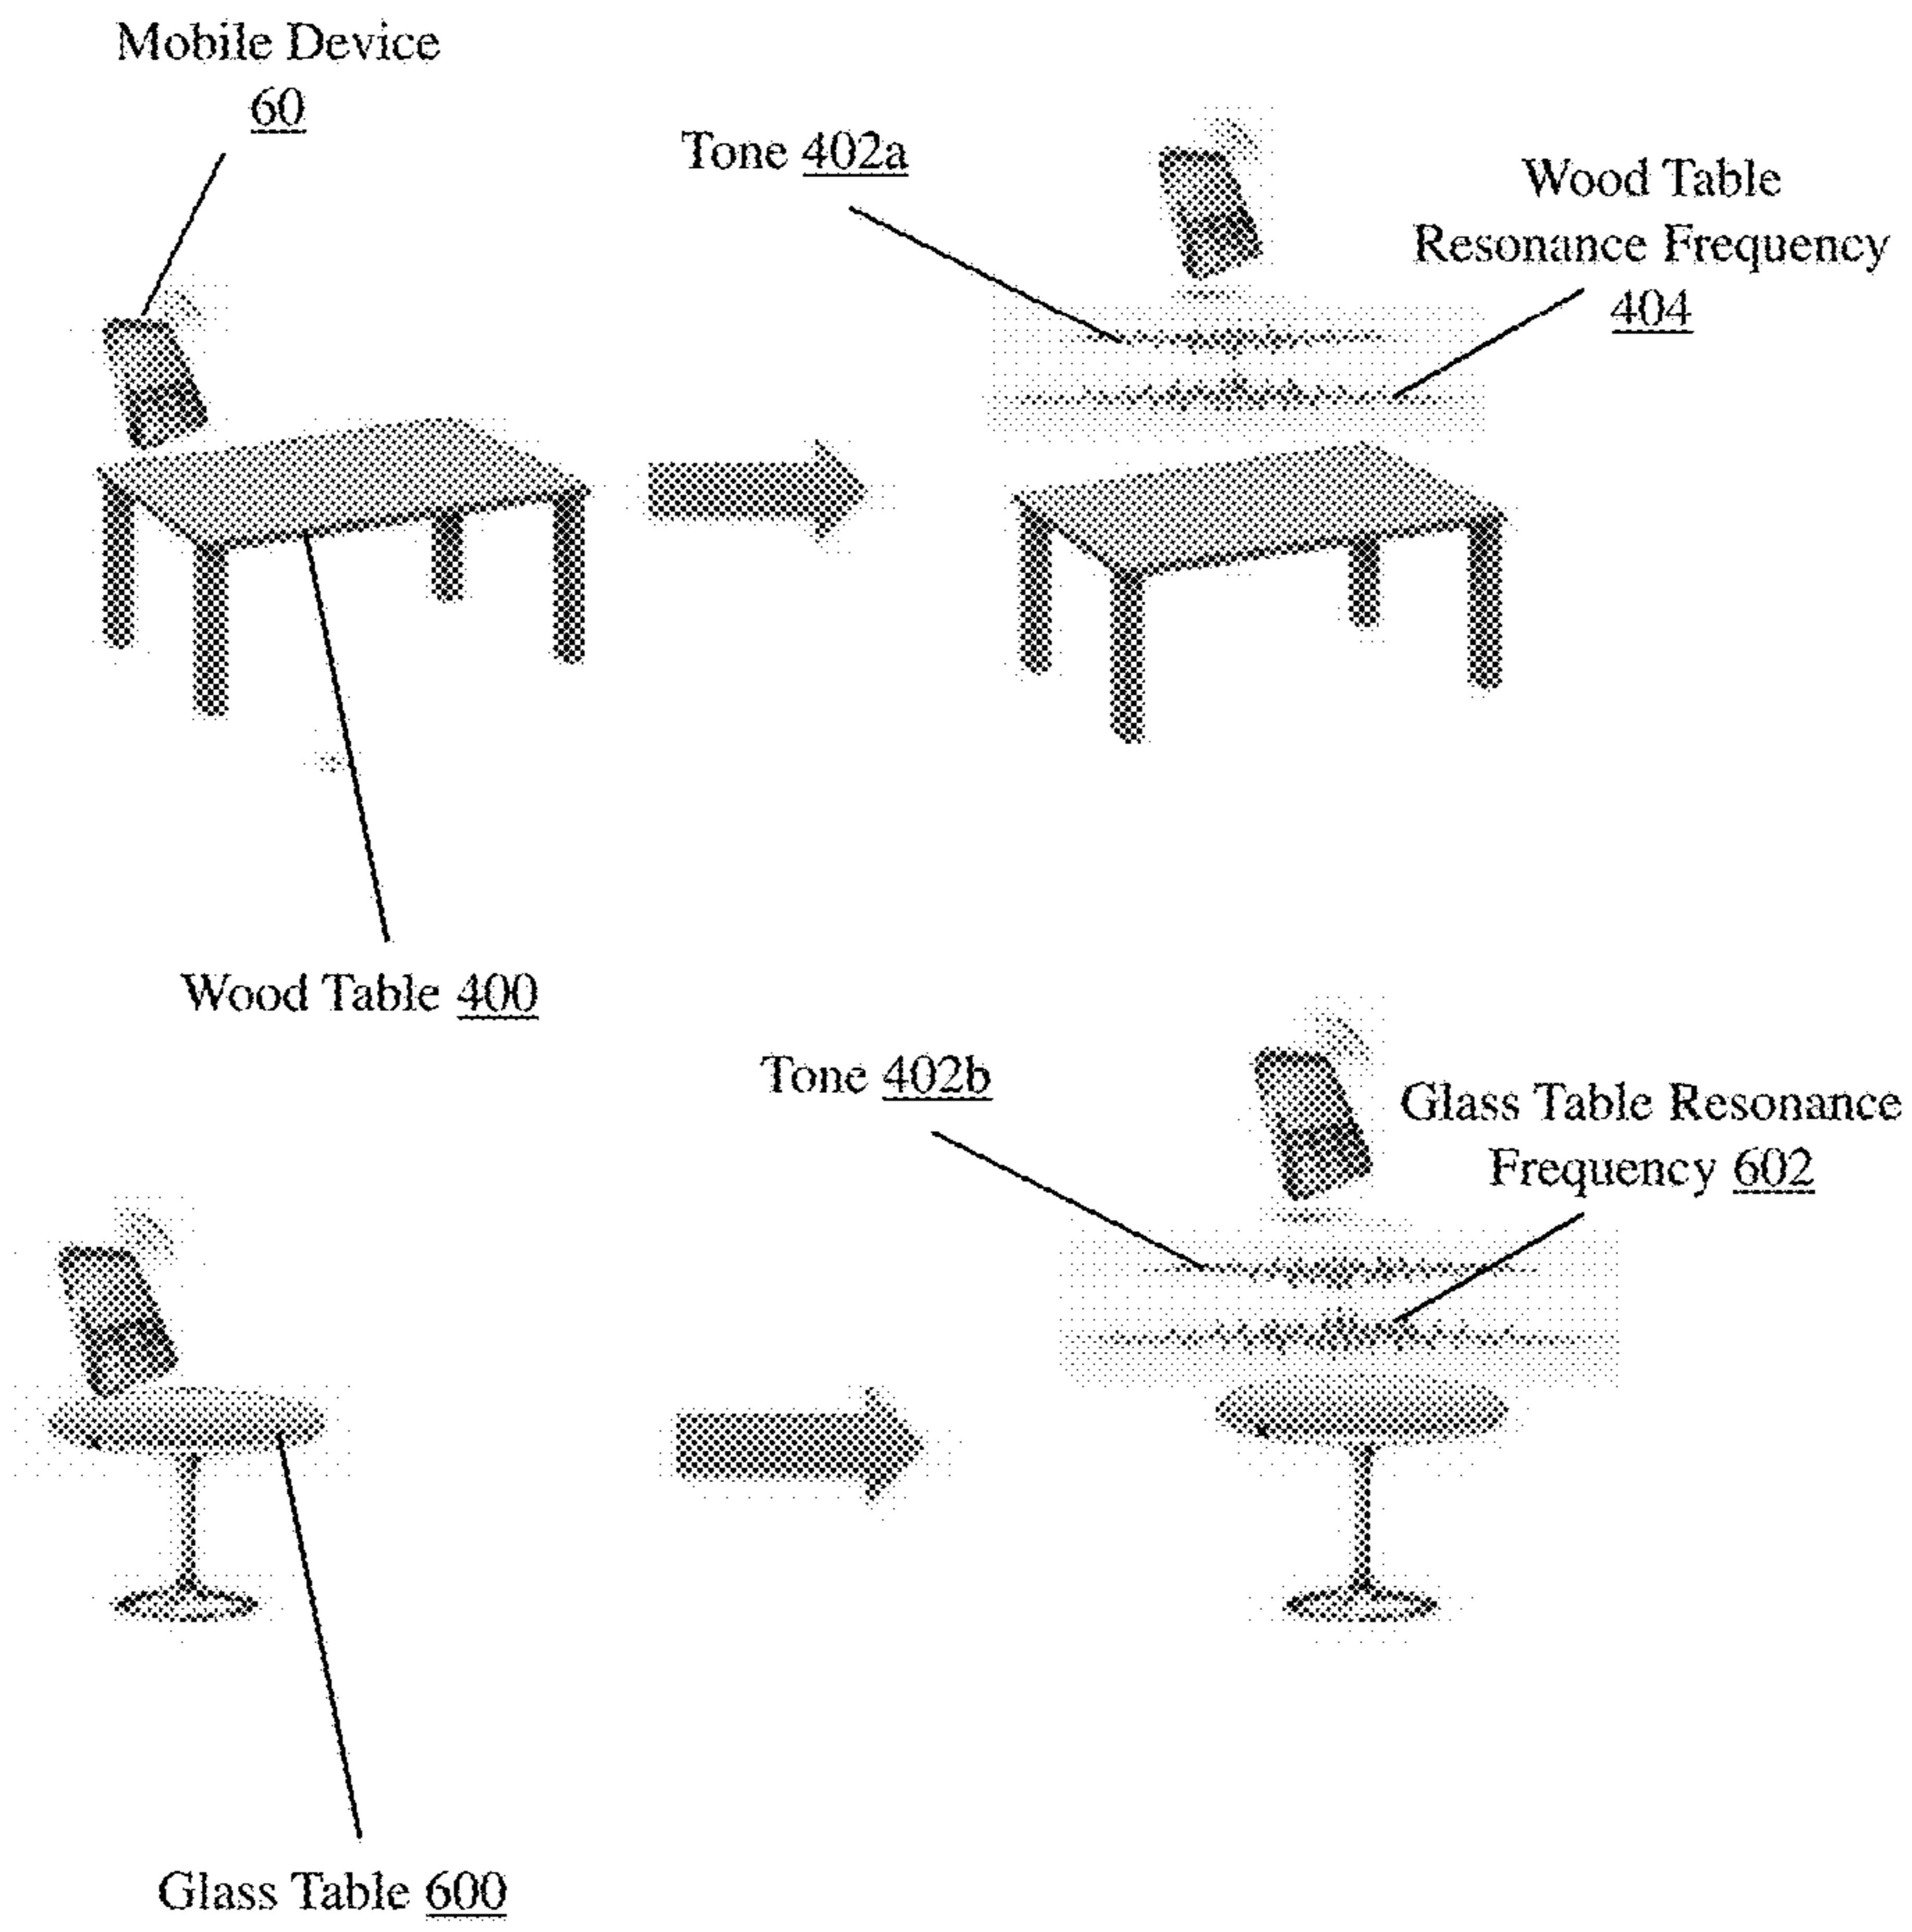 Mobile Device
60
Tone 402a
Wood Table
Resonance Frequency
404
Wood Table 400
Tone 402b
Glass Table Resonance
Frequency 602
Glass Table 600